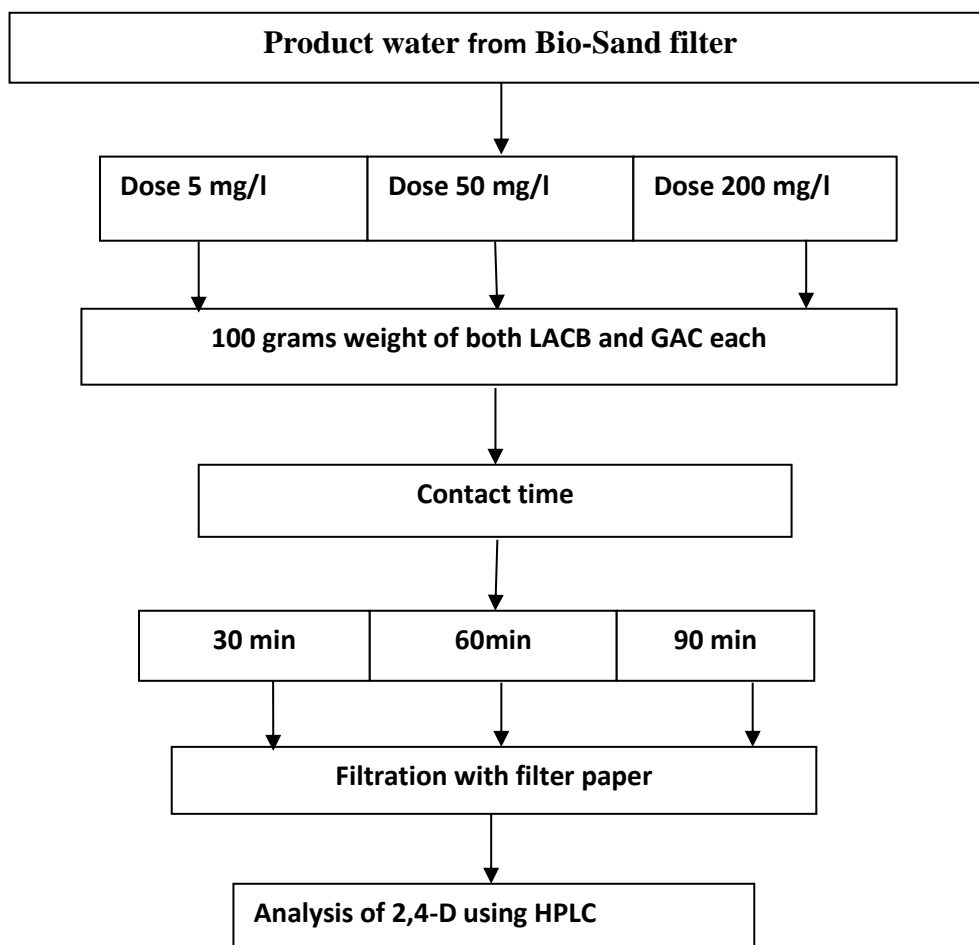 Product water from Bio-Sand filter
Dose 5 mg/l
Dose 50 mg/l
Dose 200 mg/l
100 grams weight of both LACB and GAC each
Contact time
30 min
60min
90 min
Filtration with filter paper
Analysis of 2,4-D using HPLC